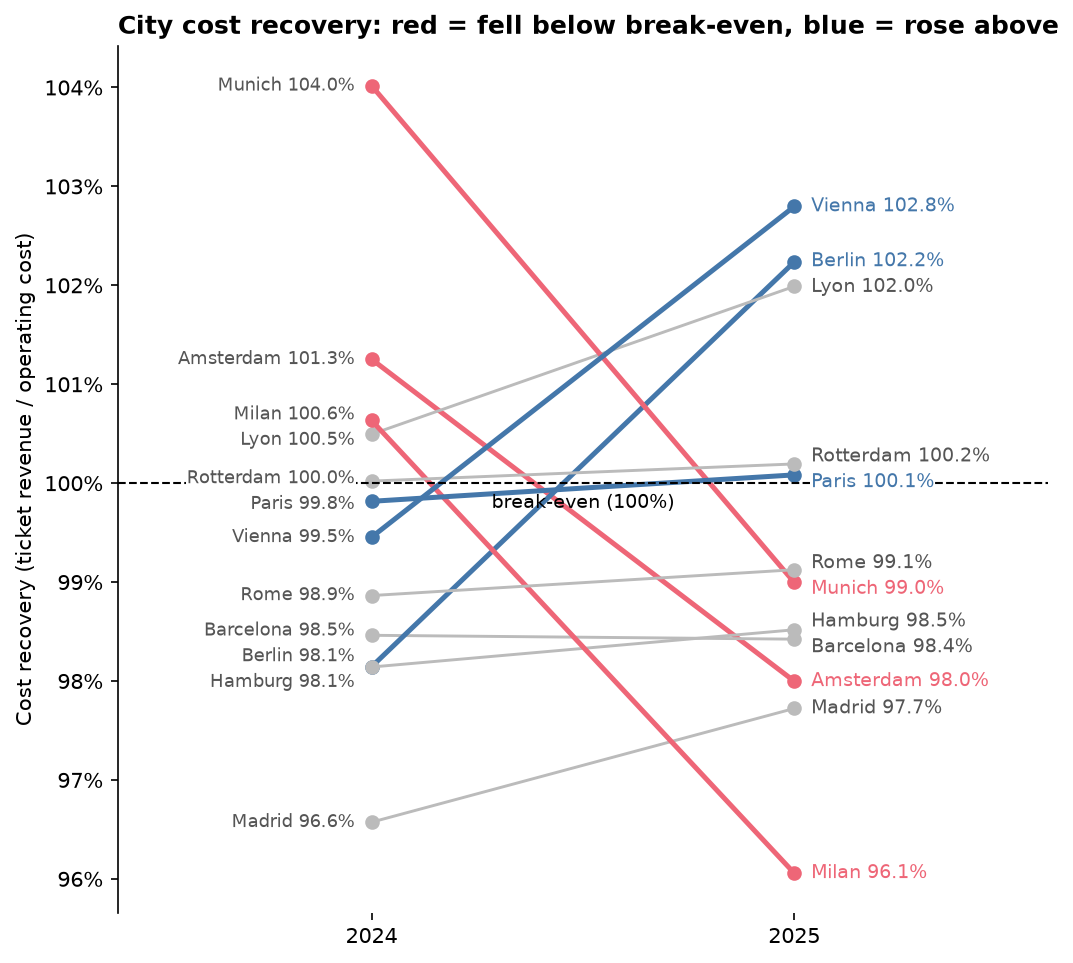 City cost recovery: red = fell below break-even, blue = rose above
Cost recovery (ticket revenue / operating cost)
104%
103%
102%
101%
100%
99%
98%
97%
96%
Munich 104.0%
Amsterdam 101.3%
Milan 100.6%
Lyon 100.5%
Rotterdam 100.0%
Paris 99.8%
Vienna 99.5%
Rome 98.9%
Barcelona 98.5%
Berlin 98.1%
Hamburg 98.1%
Madrid 96.6%
break-even (100%)
Vienna 102.8%
Berlin 102.2%
Lyon 102.0%
Rotterdam 100.2%
Paris 100.1%
Rome 99.1%
Munich 99.0%
Hamburg 98.5%
Barcelona 98.4%
Amsterdam 98.0%
Madrid 97.7%
Milan 96.1%
2024
2025